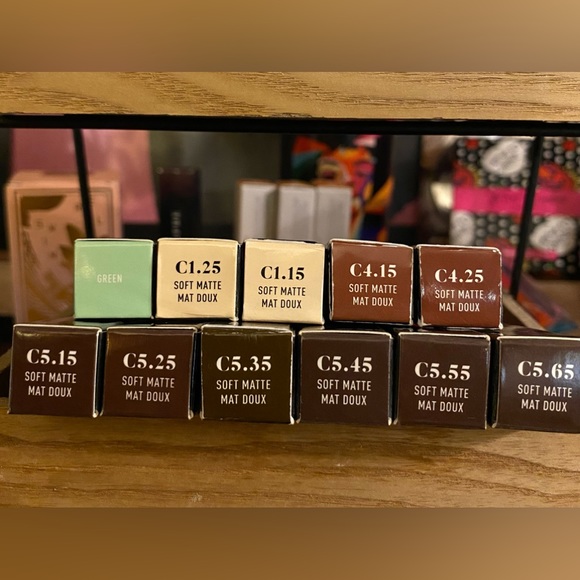 GREEN
C1.25
SOFT MATTE
MAT DOUX
C1.15
SOFT MATTE
MAT DOUX
C4.15
SOFT MATTE
MAT DOUX
C4.25
SOFT MATTE
MAT DOUX
C5.15
SOFT MATTE
MAT DOUX
C5.25
SOFT MATTE
MAT DOUX
C5.35
SOFT MATTE
MAT DOUX
C5.45
SOFT MATTE
MAT DOUX
C5.55
SOFT MATTE
MAT DOUX
C5.65
SOFT MATTE
MAT DOUX